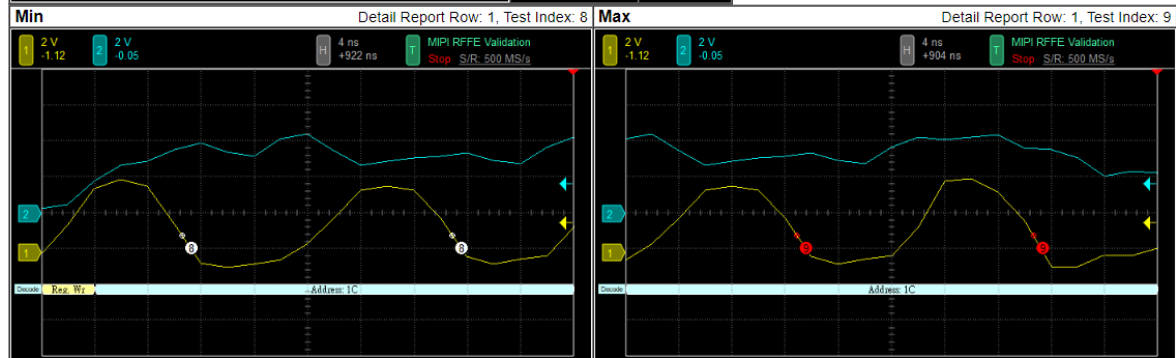 Min Detail Report Row: 1, Test Index: 8
1 2 V -1.12 2 2 V -0.05 H 4 ns +922 ns T MIPI RFFE Validation Stop S/R: 500 MS/s
2
8 8
1
Decode Reg. Wr Address: 1C
Max Detail Report Row: 1, Test Index: 9
1 2 V -1.12 2 2 V -0.05 H 4 ns +904 ns T MIPI RFFE Validation Stop S/R: 500 MS/s
2
9 9
1
Decode Address: 1C